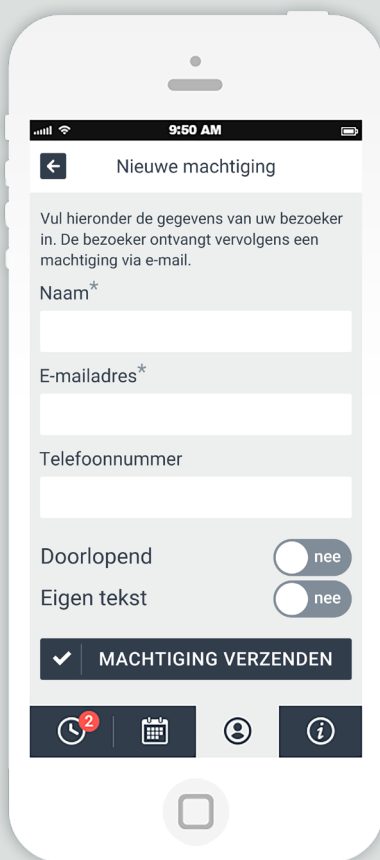 9:50 AM
Nieuwe machtiging
Vul hieronder de gegevens van uw bezoeker
in. De bezoeker ontvangt vervolgens een
machtiging via e-mail.
Naam*
E-mailadres*
Telefoonnummer
Doorlopend nee
Eigen tekst nee
MACHTIGING VERZENDEN
2
i